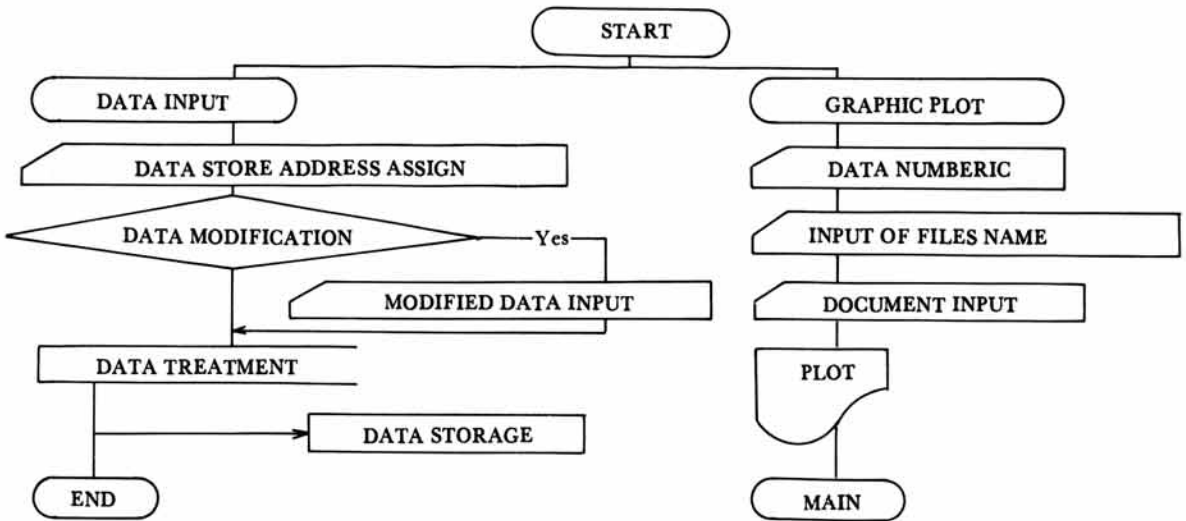 START
DATA INPUT
DATA STORE ADDRESS ASSIGN
DATA MODIFICATION
Yes
MODIFIED DATA INPUT
DATA TREATMENT
DATA STORAGE
END
GRAPHIC PLOT
DATA NUMBERIC
INPUT OF FILES NAME
DOCUMENT INPUT
PLOT
MAIN